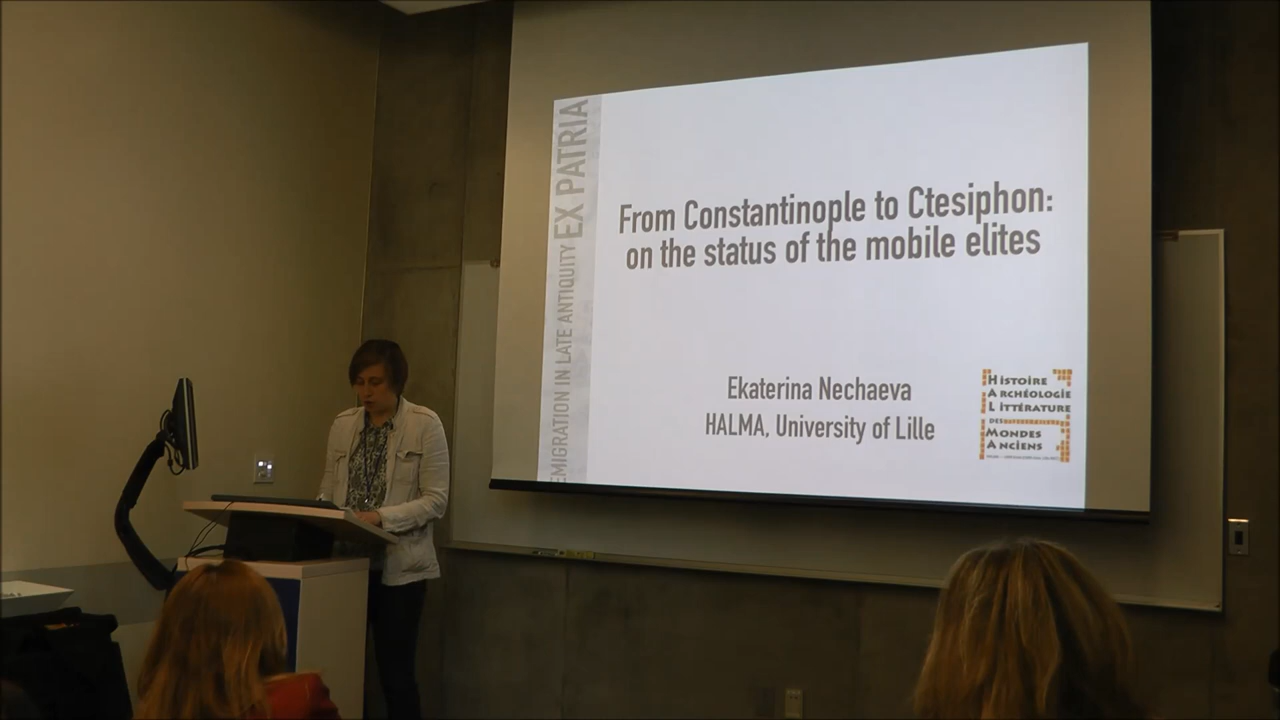 EMIGRATION IN LATE ANTIQUITY EX PATRIA
From Constantinople to Ctesiphon:
on the status of the mobile elites
Ekaterina Nechaeva
HALMA, University of Lille
HISTOIRE
ARCHÉOLOGIE
LITTÉRATURE
DES
MONDES
ANCIENS